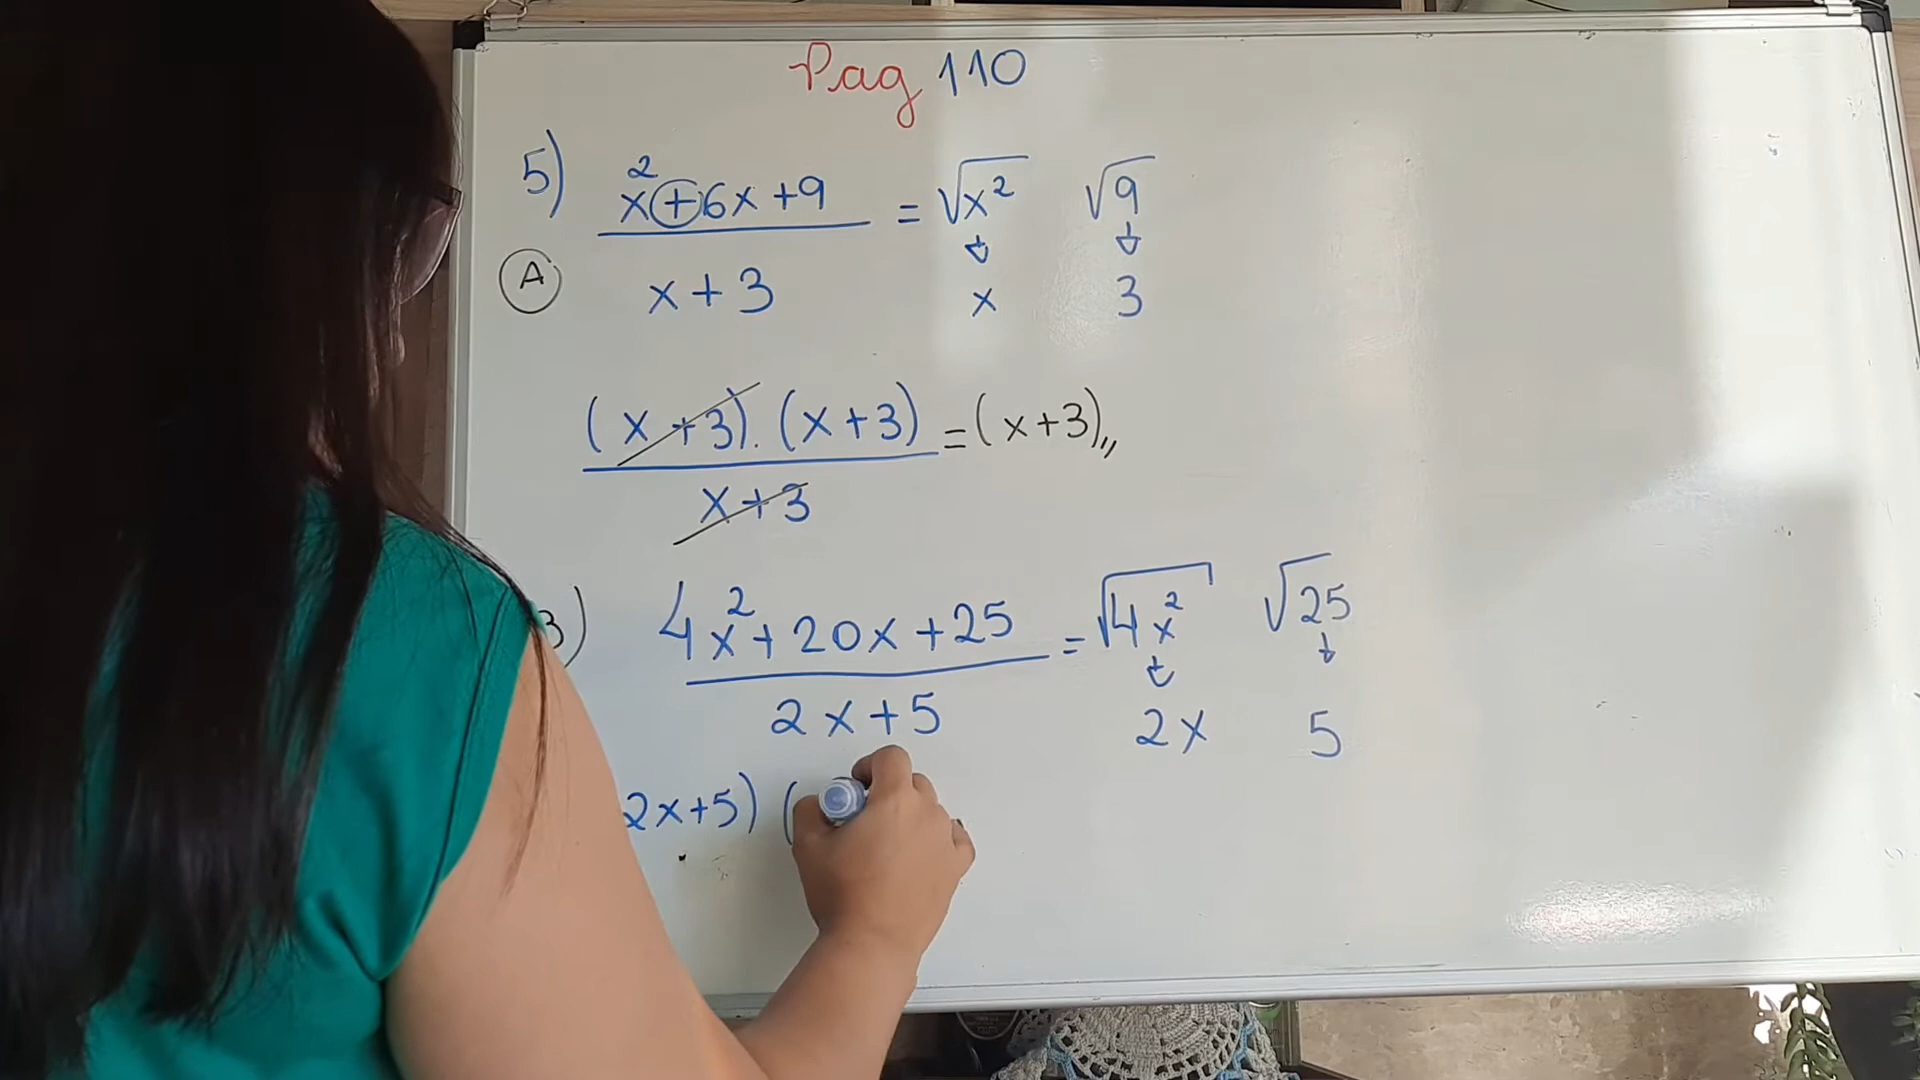 Pag 110
5) x²+6x+9 = √x² √9
A x+3 x 3
(x+3).(x+3) =(x+3),,
x+3
) 4x²+20x+25 = √4x² √25
2x+5 2x 5
2x+5) (